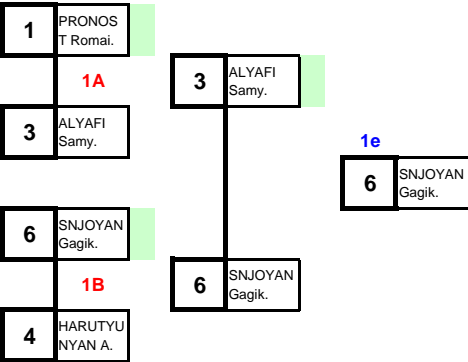 1
PRONOS
T Romai.
1A
3
ALYAFI
Samy.
6
SNJOYAN
Gagik.
1B
4
HARUTYU
NYAN A.
3
ALYAFI
Samy.
6
SNJOYAN
Gagik.
1e
6
SNJOYAN
Gagik.